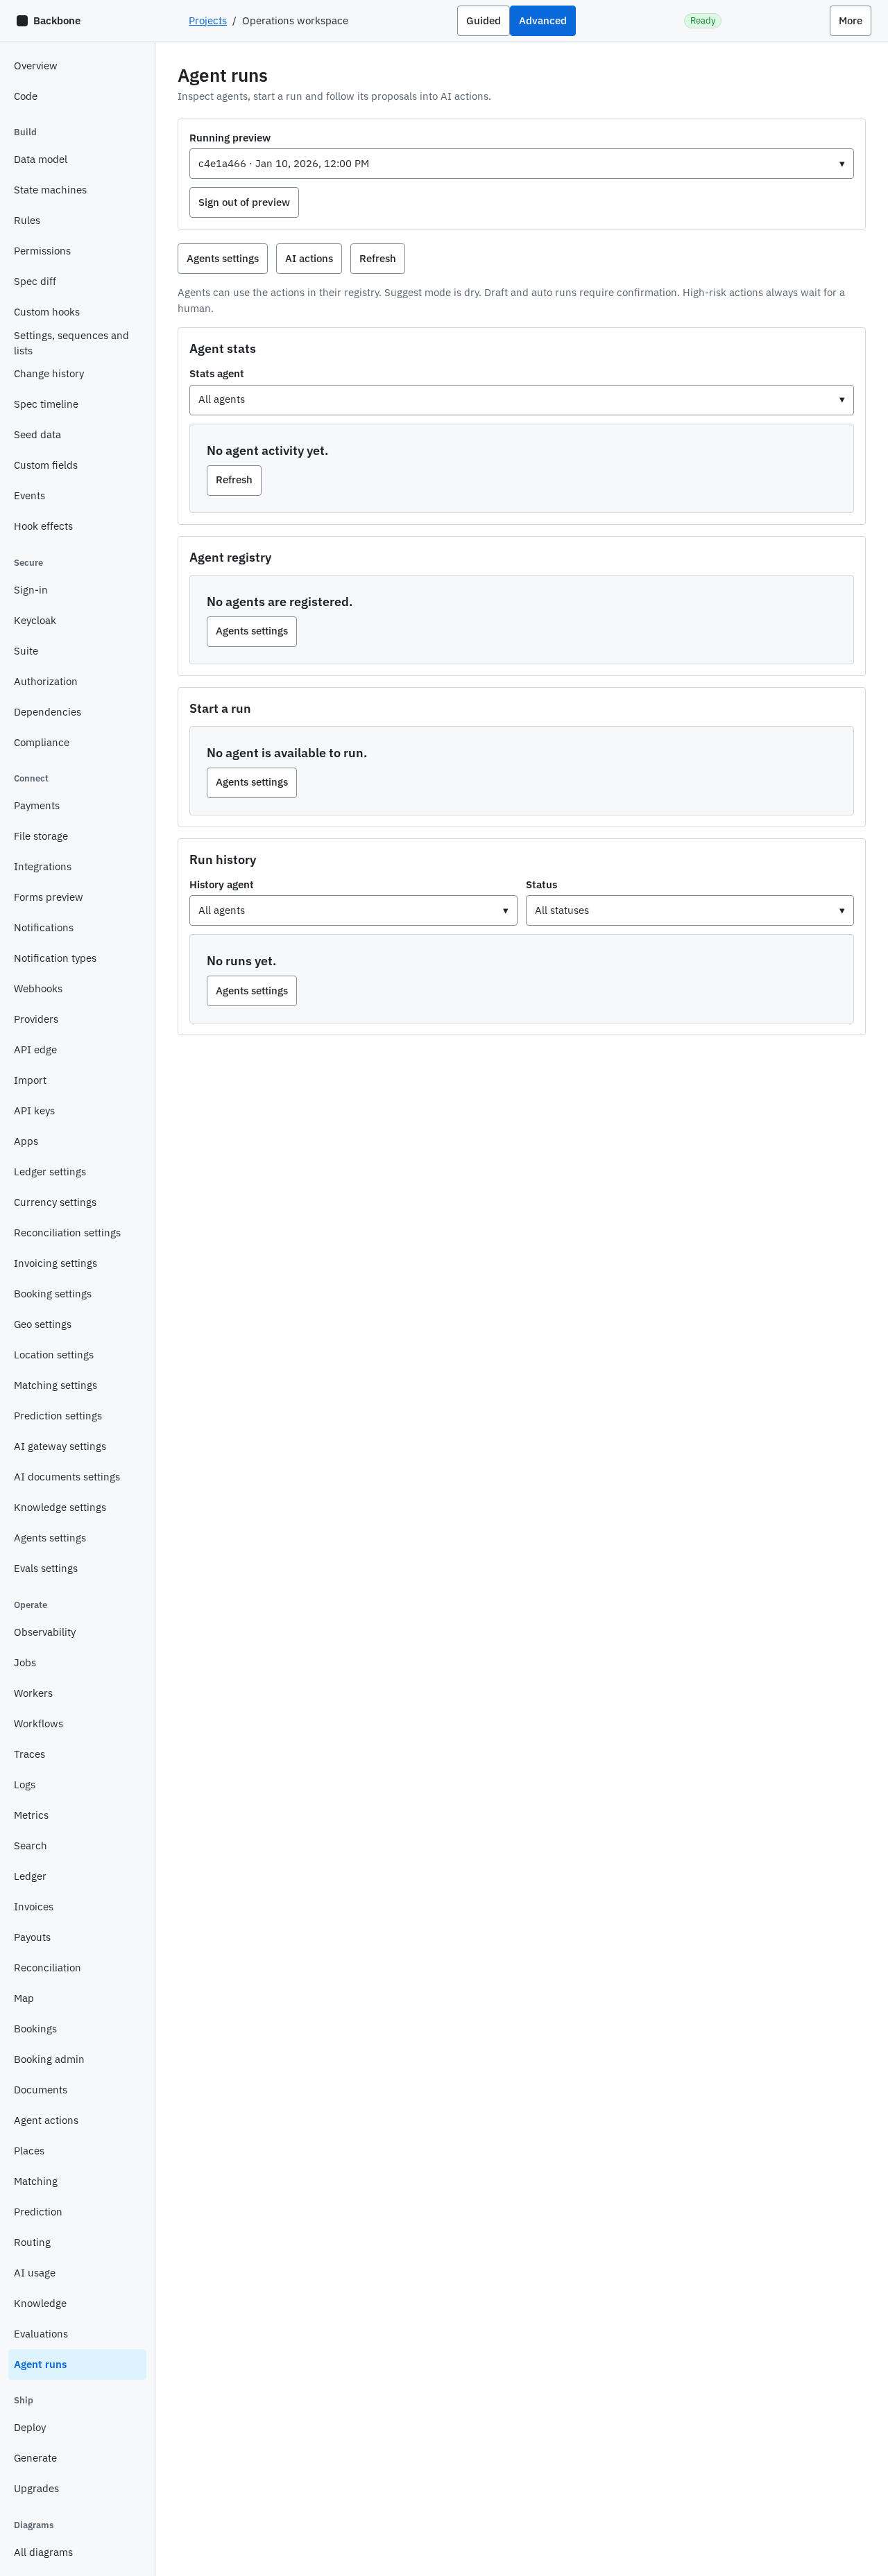 Backbone
Projects / Operations workspace
Guided
Advanced
Ready
More
Overview
Code
Build
Data model
State machines
Rules
Permissions
Spec diff
Custom hooks
Settings, sequences and
lists
Change history
Spec timeline
Seed data
Custom fields
Events
Hook effects
Secure
Sign-in
Keycloak
Suite
Authorization
Dependencies
Compliance
Connect
Payments
File storage
Integrations
Forms preview
Notifications
Notification types
Webhooks
Providers
API edge
Import
API keys
Apps
Ledger settings
Currency settings
Reconciliation settings
Invoicing settings
Booking settings
Geo settings
Location settings
Matching settings
Prediction settings
AI gateway settings
AI documents settings
Knowledge settings
Agents settings
Evals settings
Operate
Observability
Jobs
Workers
Workflows
Traces
Logs
Metrics
Search
Ledger
Invoices
Payouts
Reconciliation
Map
Bookings
Booking admin
Documents
Agent actions
Places
Matching
Prediction
Routing
AI usage
Knowledge
Evaluations
Agent runs
Ship
Deploy
Generate
Upgrades
Diagrams
All diagrams
Agent runs
Inspect agents, start a run and follow its proposals into AI actions.
Running preview
c4e1a466 · Jan 10, 2026, 12:00 PM
Sign out of preview
Agents settings
AI actions
Refresh
Agents can use the actions in their registry. Suggest mode is dry. Draft and auto runs require confirmation. High-risk actions always wait for a
human.
Agent stats
Stats agent
All agents
No agent activity yet.
Refresh
Agent registry
No agents are registered.
Agents settings
Start a run
No agent is available to run.
Agents settings
Run history
History agent
Status
All agents
All statuses
No runs yet.
Agents settings